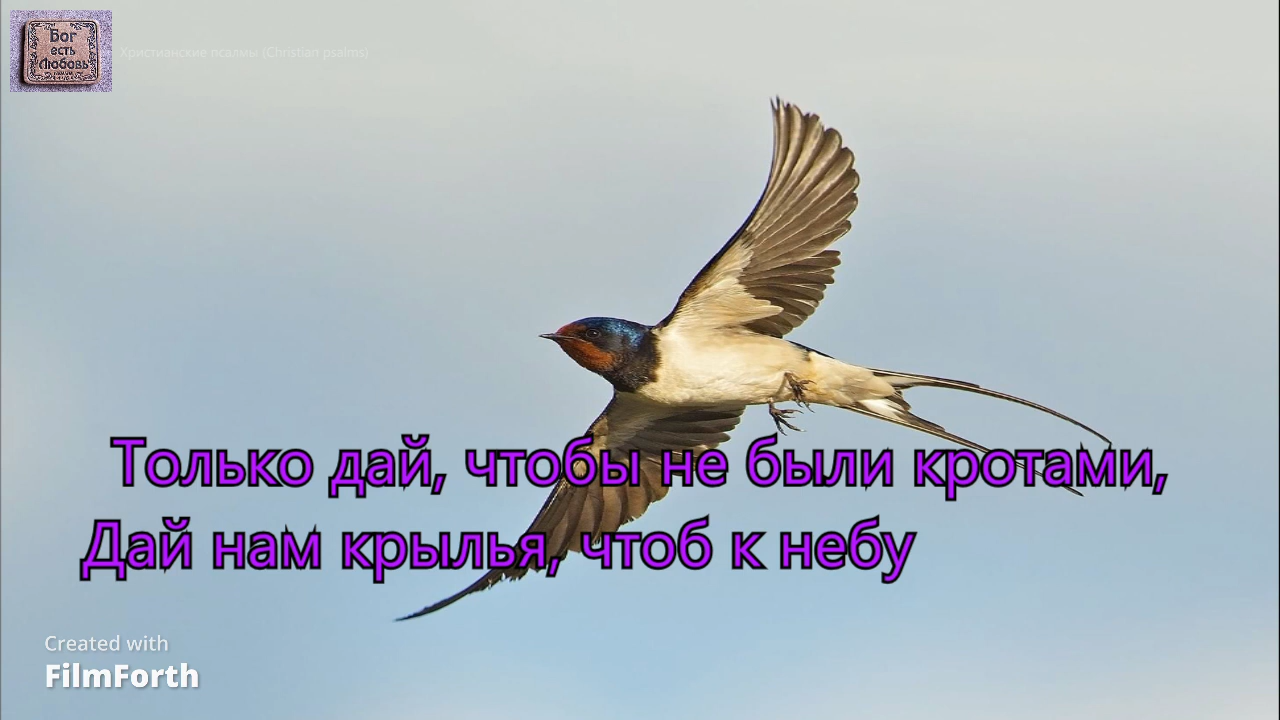 Бог
есть
Любовь
Христианские псалмы (Christian psalms)
Только дай, чтобы не были кротами,
Дай нам крылья, чтоб к небу
Created with
FilmForth